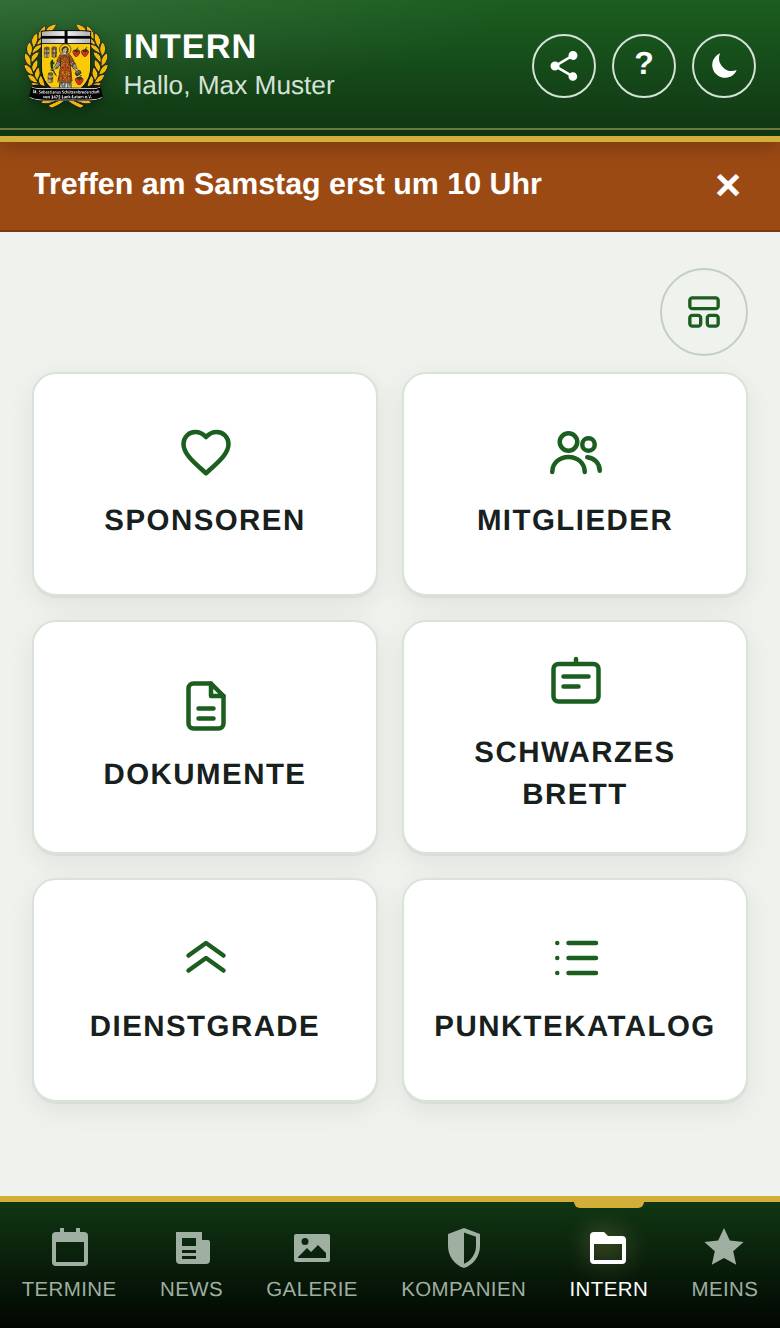 INTERN
Hallo, Max Muster
?
Treffen am Samstag erst um 10 Uhr
SPONSOREN
MITGLIEDER
DOKUMENTE
SCHWARZES
BRETT
DIENSTGRADE
PUNKTEKATALOG
TERMINE
NEWS
GALERIE
KOMPANIEN
INTERN
MEINS